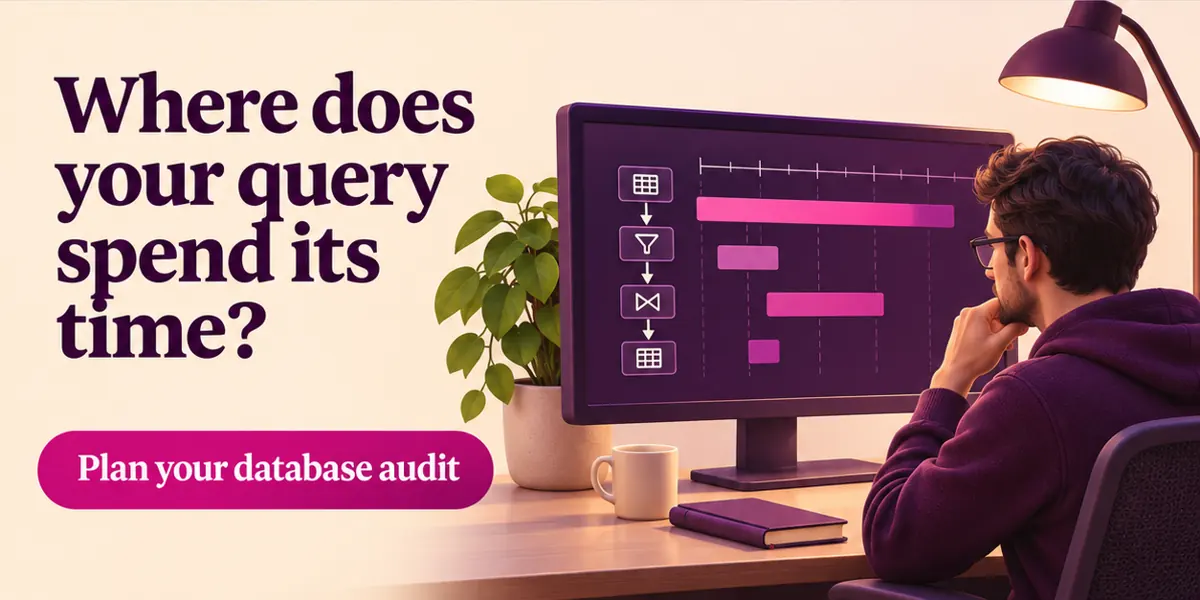 Where does
your query
spend its
time?
Plan your database audit